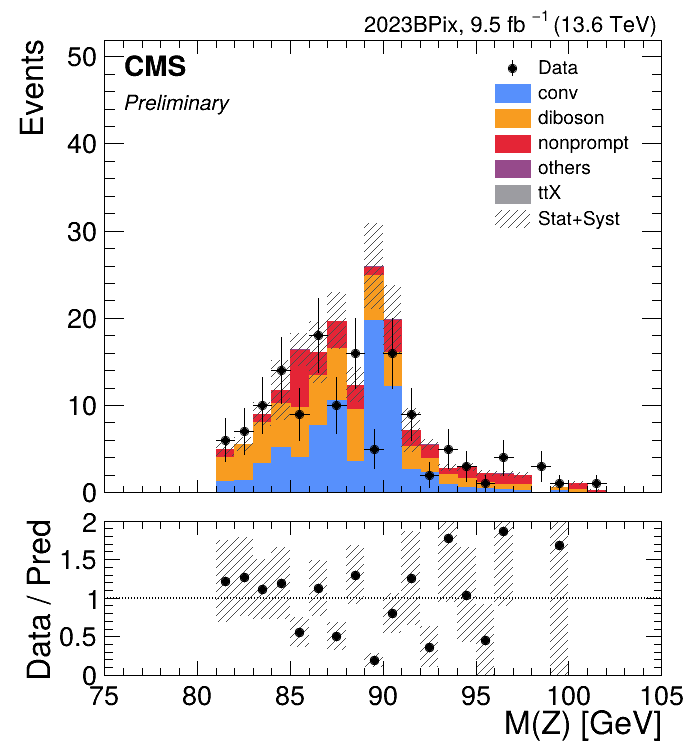 2023BPix, 9.5 fb⁻¹ (13.6 TeV)
CMS
Preliminary
Events
50
40
30
20
10
0
Data
conv
diboson
nonprompt
others
ttX
Stat+Syst
Data / Pred
2
1.5
1
0.5
0
75 80 85 90 95 100 105
M(Z) [GeV]